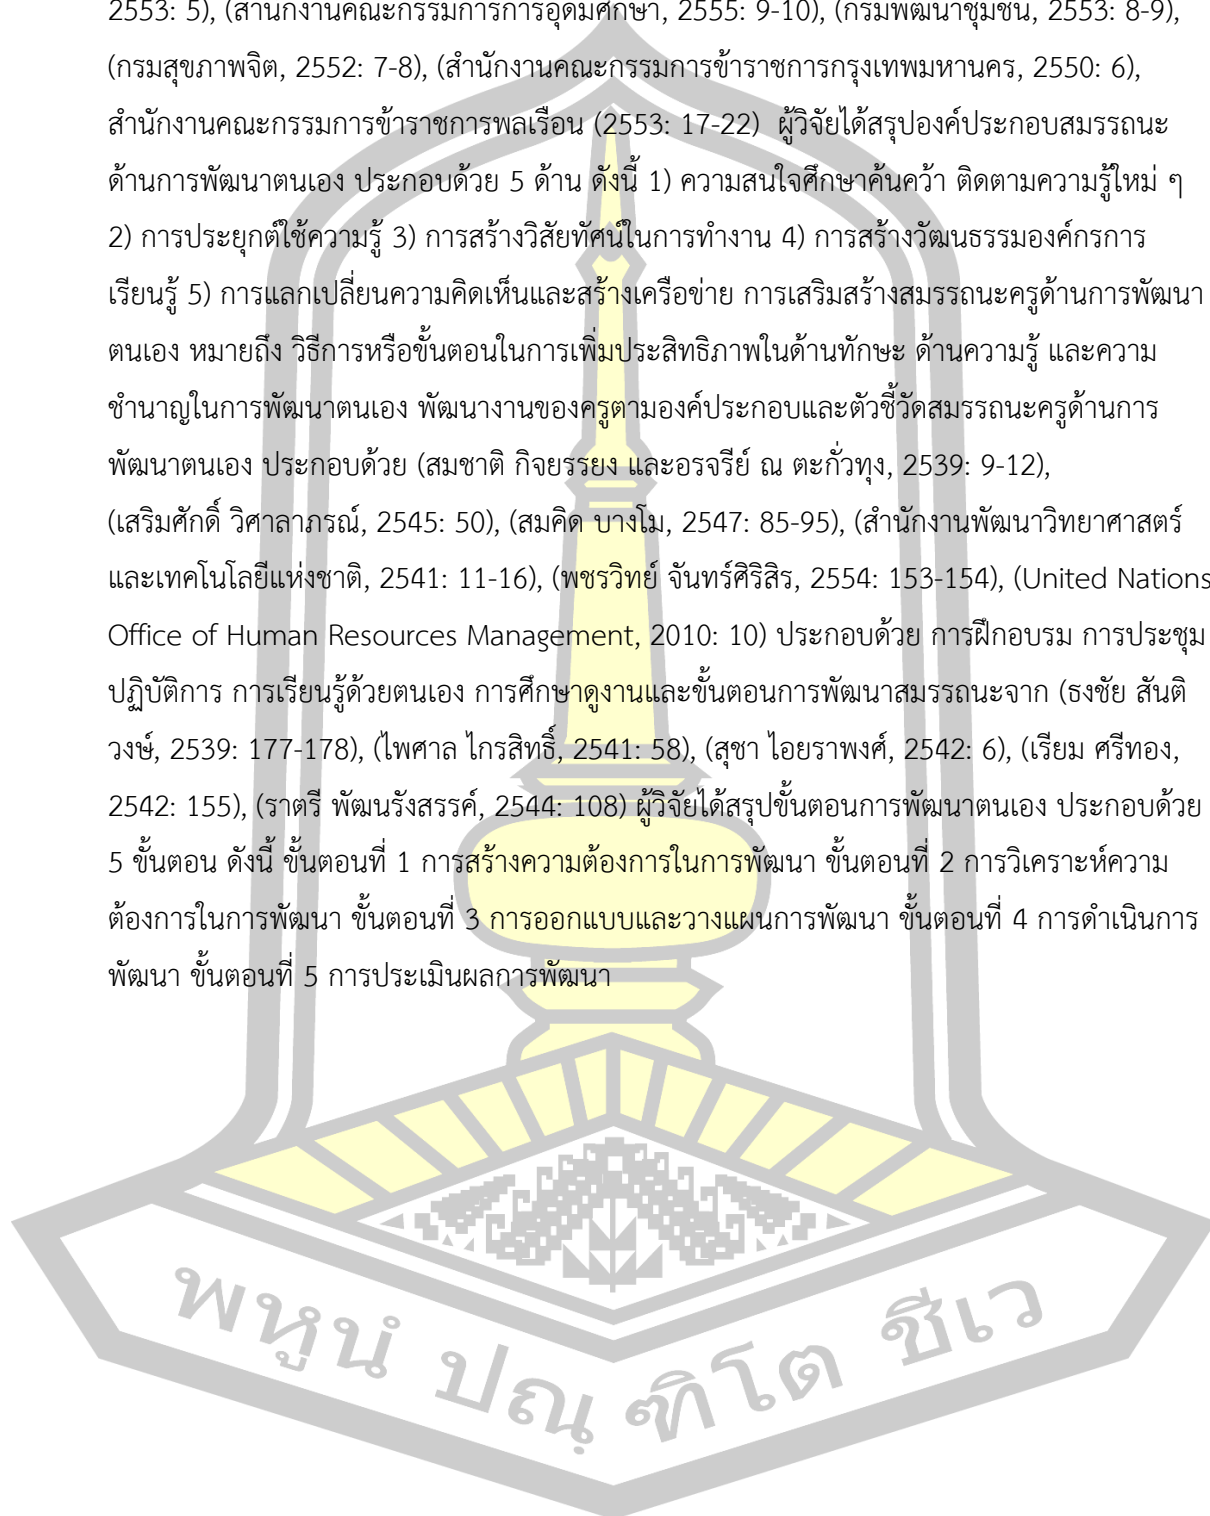 2553: 5), (สำนักงานคณะกรรมการการอุดมศึกษา, 2555: 9-10), (กรมพัฒนาชุมชน, 2553: 8-9),
(กรมสุขภาพจิต, 2552: 7-8), (สำนักงานคณะกรรมการข้าราชการกรุงเทพมหานคร, 2550: 6),
สำนักงานคณะกรรมการข้าราชการพลเรือน (2553: 17-22) ผู้วิจัยได้สรุปองค์ประกอบสมรรถนะ
ด้านการพัฒนาตนเอง ประกอบด้วย 5 ด้าน ดังนี้ 1) ความสนใจศึกษาค้นคว้า ติดตามความรู้ใหม่ ๆ
2) การประยุกต์ใช้ความรู้ 3) การสร้างวิสัยทัศน์ในการทำงาน 4) การสร้างวัฒนธรรมองค์กรการ
เรียนรู้ 5) การแลกเปลี่ยนความคิดเห็นและสร้างเครือข่าย การเสริมสร้างสมรรถนะครูด้านการพัฒนา
ตนเอง หมายถึง วิธีการหรือขั้นตอนในการเพิ่มประสิทธิภาพในด้านทักษะ ด้านความรู้ และความ
ชำนาญในการพัฒนาตนเอง พัฒนางานของครูตามองค์ประกอบและตัวชี้วัดสมรรถนะครูด้านการ
พัฒนาตนเอง ประกอบด้วย (สมชาติ กิจยรรยง และอรจรีย์ ณ ตะกั่วทุง, 2539: 9-12),
(เสริมศักดิ์ วิศาลาภรณ์, 2545: 50), (สมคิด บางโม, 2547: 85-95), (สำนักงานพัฒนาวิทยาศาสตร์
และเทคโนโลยีแห่งชาติ, 2541: 11-16), (พชรวิทย์ จันทร์ศิริสิร, 2554: 153-154), (United Nations
Office of Human Resources Management, 2010: 10) ประกอบด้วย การฝึกอบรม การประชุม
ปฏิบัติการ การเรียนรู้ด้วยตนเอง การศึกษาดูงานและขั้นตอนการพัฒนาสมรรถนะจาก (ธงชัย สันติ
วงษ์, 2539: 177-178), (ไพศาล ไกรสิทธิ์, 2541: 58), (สุชา ไอยราพงศ์, 2542: 6), (เรียม ศรีทอง,
2542: 155), (ราตรี พัฒนรังสรรค์, 2544: 108) ผู้วิจัยได้สรุปขั้นตอนการพัฒนาตนเอง ประกอบด้วย
5 ขั้นตอน ดังนี้ ขั้นตอนที่ 1 การสร้างความต้องการในการพัฒนา ขั้นตอนที่ 2 การวิเคราะห์ความ
ต้องการในการพัฒนา ขั้นตอนที่ 3 การออกแบบและวางแผนการพัฒนา ขั้นตอนที่ 4 การดำเนินการ
พัฒนา ขั้นตอนที่ 5 การประเมินผลการพัฒนา
พหูนํ ปณฺฑิโต ชีเว